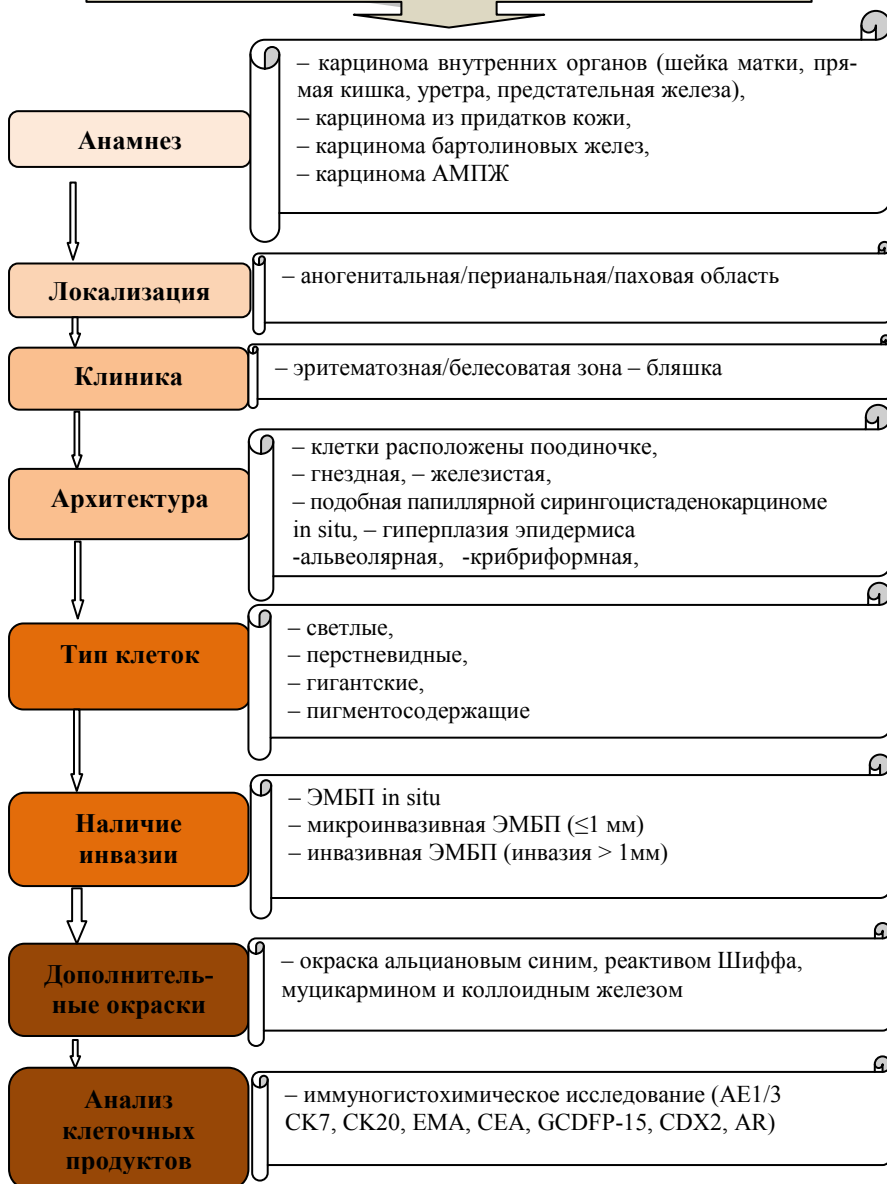 Анамнез
– карцинома внутренних органов (шейка матки, пря-
мая кишка, уретра, предстательная железа),
– карцинома из придатков кожи,
– карцинома бартолиновых желез,
– карцинома АМПЖ
Локализация
– аногенитальная/перианальная/паховая область
Клиника
– эритематозная/белесоватая зона – бляшка
Архитектура
– клетки расположены поодиночке,
– гнездная, – железистая,
– подобная папиллярной сирингоцистаденокарциноме
in situ, – гиперплазия эпидермиса
-альвеолярная, -крибриформная,
Тип клеток
– светлые,
– перстневидные,
– гигантские,
– пигментосодержащие
Наличие
инвазии
– ЭМБП in situ
– микроинвазивная ЭМБП (≤1 мм)
– инвазивная ЭМБП (инвазия > 1мм)
Дополнитель-
ные окраски
– окраска альциановым синим, реактивом Шиффа,
муцикармином и коллоидным железом
Анализ
клеточных
продуктов
– иммуногистохимическое исследование (AE1/3
CK7, CK20, EMA, CEA, GCDFP-15, CDX2, AR)